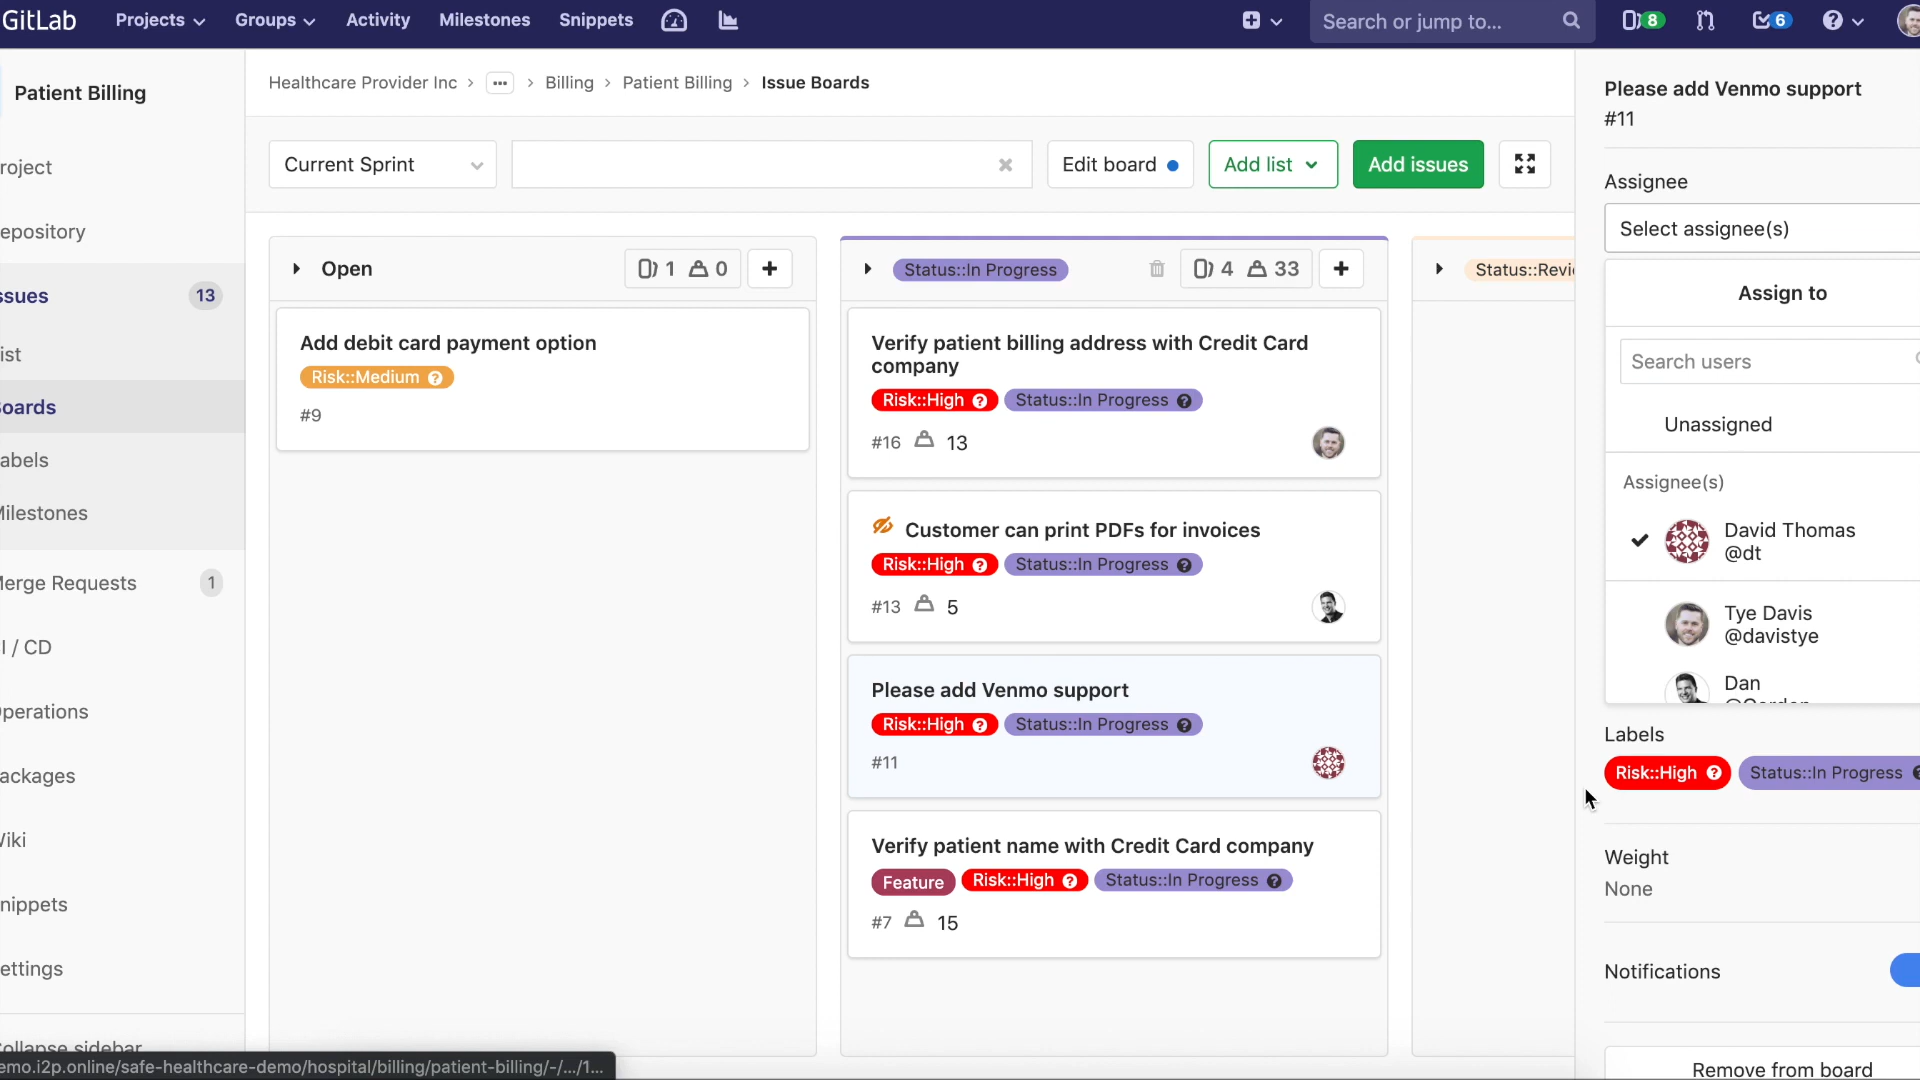 GitLab
Projects
Groups
Activity
Milestones
Snippets
Search or jump to...
8
6
Patient Billing
roject
epository
ssues
13
ist
oards
abels
ilestones
erge Requests
1
I / CD
perations
ackages
iki
nippets
ettings
ollapse sidebar
emo.i2p.online/safe-healthcare-demo/hospital/billing/patient-billing/-/.../1...
Healthcare Provider Inc > ... > Billing > Patient Billing > Issue Boards
Current Sprint
Edit board
Add list
Add issues
Open
1
0
Add debit card payment option
Risk::Medium
#9
Status::In Progress
4
33
Verify patient billing address with Credit Card
company
Risk::High Status::In Progress
#16 13
Customer can print PDFs for invoices
Risk::High Status::In Progress
#13 5
Please add Venmo support
Risk::High Status::In Progress
#11
Verify patient name with Credit Card company
Feature Risk::High Status::In Progress
#7 15
Status::Revi
Please add Venmo support
#11
Assignee
Select assignee(s)
Assign to
Search users
Unassigned
Assignee(s)
David Thomas
@dt
Tye Davis
@davistye
Dan
Labels
Risk::High Status::In Progress
Weight
None
Notifications
Remove from board